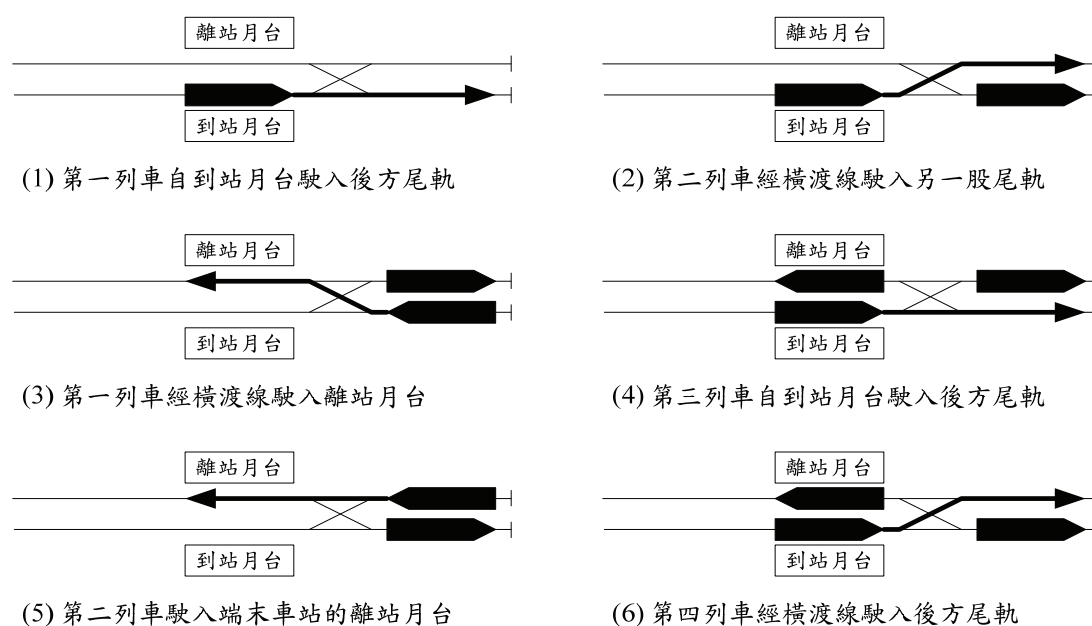 離站月台
到站月台
(1) 第一列車自到站月台駛入後方尾軌
離站月台
到站月台
(2) 第二列車經橫渡線駛入另一股尾軌
離站月台
到站月台
(3) 第一列車經橫渡線駛入離站月台
離站月台
到站月台
(4) 第三列車自到站月台駛入後方尾軌
離站月台
到站月台
(5) 第二列車駛入端末車站的離站月台
離站月台
到站月台
(6) 第四列車經橫渡線駛入後方尾軌